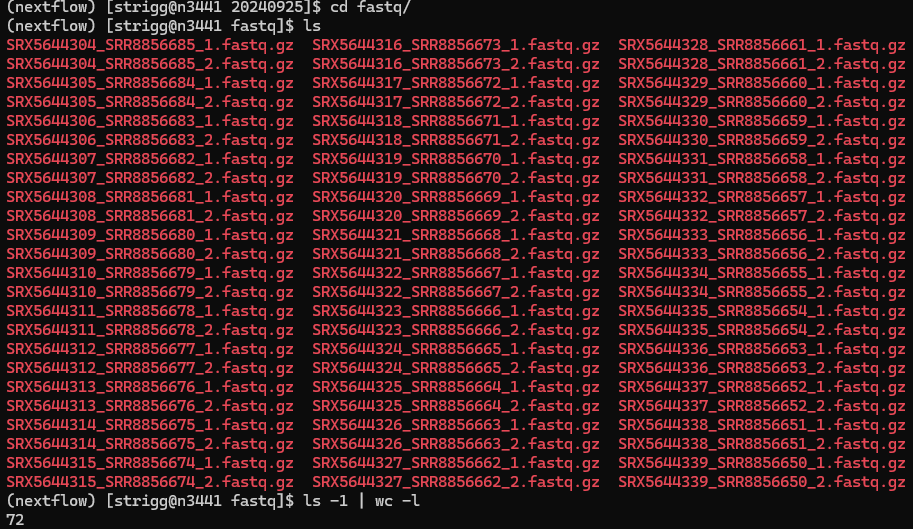 (nextflow) [strigg@n3441 20240925]$ cd fastq/
(nextflow) [strigg@n3441 fastq]$ ls
SRX5644304_SRR8856685_1.fastq.gz  SRX5644316_SRR8856673_1.fastq.gz  SRX5644328_SRR8856661_1.fastq.gz
SRX5644304_SRR8856685_2.fastq.gz  SRX5644316_SRR8856673_2.fastq.gz  SRX5644328_SRR8856661_2.fastq.gz
SRX5644305_SRR8856684_1.fastq.gz  SRX5644317_SRR8856672_1.fastq.gz  SRX5644329_SRR8856660_1.fastq.gz
SRX5644305_SRR8856684_2.fastq.gz  SRX5644317_SRR8856672_2.fastq.gz  SRX5644329_SRR8856660_2.fastq.gz
SRX5644306_SRR8856683_1.fastq.gz  SRX5644318_SRR8856671_1.fastq.gz  SRX5644330_SRR8856659_1.fastq.gz
SRX5644306_SRR8856683_2.fastq.gz  SRX5644318_SRR8856671_2.fastq.gz  SRX5644330_SRR8856659_2.fastq.gz
SRX5644307_SRR8856682_1.fastq.gz  SRX5644319_SRR8856670_1.fastq.gz  SRX5644331_SRR8856658_1.fastq.gz
SRX5644307_SRR8856682_2.fastq.gz  SRX5644319_SRR8856670_2.fastq.gz  SRX5644331_SRR8856658_2.fastq.gz
SRX5644308_SRR8856681_1.fastq.gz  SRX5644320_SRR8856669_1.fastq.gz  SRX5644332_SRR8856657_1.fastq.gz
SRX5644308_SRR8856681_2.fastq.gz  SRX5644320_SRR8856669_2.fastq.gz  SRX5644332_SRR8856657_2.fastq.gz
SRX5644309_SRR8856680_1.fastq.gz  SRX5644321_SRR8856668_1.fastq.gz  SRX5644333_SRR8856656_1.fastq.gz
SRX5644309_SRR8856680_2.fastq.gz  SRX5644321_SRR8856668_2.fastq.gz  SRX5644333_SRR8856656_2.fastq.gz
SRX5644310_SRR8856679_1.fastq.gz  SRX5644322_SRR8856667_1.fastq.gz  SRX5644334_SRR8856655_1.fastq.gz
SRX5644310_SRR8856679_2.fastq.gz  SRX5644322_SRR8856667_2.fastq.gz  SRX5644334_SRR8856655_2.fastq.gz
SRX5644311_SRR8856678_1.fastq.gz  SRX5644323_SRR8856666_1.fastq.gz  SRX5644335_SRR8856654_1.fastq.gz
SRX5644311_SRR8856678_2.fastq.gz  SRX5644323_SRR8856666_2.fastq.gz  SRX5644335_SRR8856654_2.fastq.gz
SRX5644312_SRR8856677_1.fastq.gz  SRX5644324_SRR8856665_1.fastq.gz  SRX5644336_SRR8856653_1.fastq.gz
SRX5644312_SRR8856677_2.fastq.gz  SRX5644324_SRR8856665_2.fastq.gz  SRX5644336_SRR8856653_2.fastq.gz
SRX5644313_SRR8856676_1.fastq.gz  SRX5644325_SRR8856664_1.fastq.gz  SRX5644337_SRR8856652_1.fastq.gz
SRX5644313_SRR8856676_2.fastq.gz  SRX5644325_SRR8856664_2.fastq.gz  SRX5644337_SRR8856652_2.fastq.gz
SRX5644314_SRR8856675_1.fastq.gz  SRX5644326_SRR8856663_1.fastq.gz  SRX5644338_SRR8856651_1.fastq.gz
SRX5644314_SRR8856675_2.fastq.gz  SRX5644326_SRR8856663_2.fastq.gz  SRX5644338_SRR8856651_2.fastq.gz
SRX5644315_SRR8856674_1.fastq.gz  SRX5644327_SRR8856662_1.fastq.gz  SRX5644339_SRR8856650_1.fastq.gz
SRX5644315_SRR8856674_2.fastq.gz  SRX5644327_SRR8856662_2.fastq.gz  SRX5644339_SRR8856650_2.fastq.gz
(nextflow) [strigg@n3441 fastq]$ ls -1 | wc -l
72